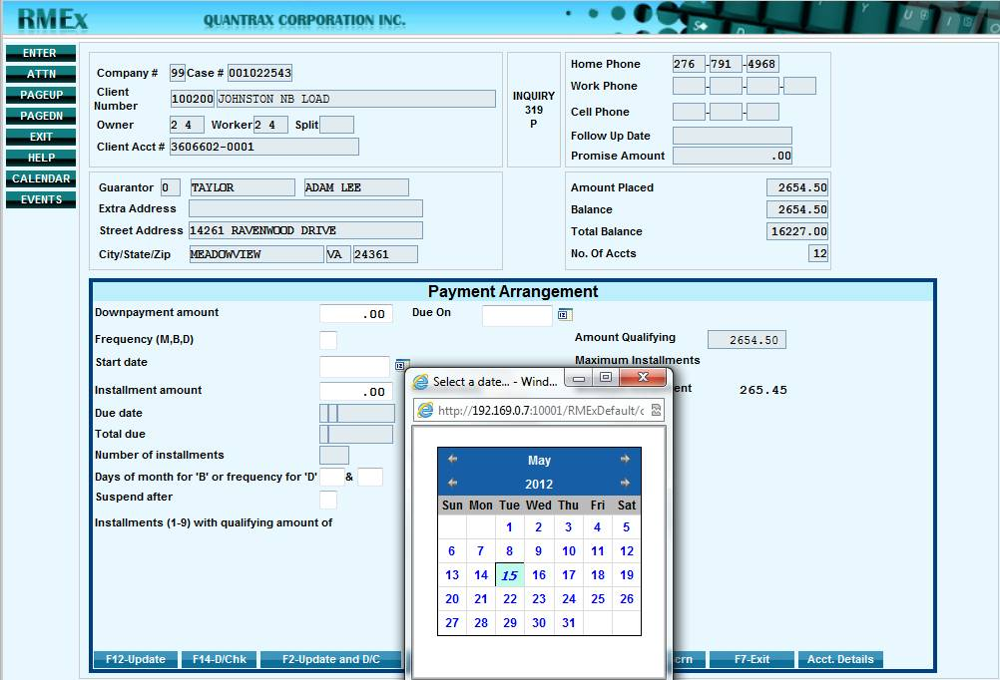 RMEx QUANTRAX CORPORATION INC.
ENTER
ATTN
PAGEUP
PAGEDN
EXIT
HELP
CALENDAR
EVENTS
Company # 99 Case # 001022543
Client Number 100200 JOHNSTON NB LOAD
Owner 2 4 Worker 2 4 Split
Client Acct # 3606602-0001
INQUIRY
319
P
Home Phone 276 -791 -4968
Work Phone - - -
Cell Phone - -
Follow Up Date
Promise Amount .00
Guarantor 0 TAYLOR ADAM LEE
Extra Address
Street Address 14261 RAVENWOOD DRIVE
City/State/Zip MEADOWVIEW VA 24361
Amount Placed 2654.50
Balance 2654.50
Total Balance 16227.00
No. Of Accts 12
Payment Arrangement
Downpayment amount .00 Due On
Frequency (M,B,D)
Start date
Installment amount .00
Due date
Total due
Number of installments
Days of month for 'B' or frequency for 'D' &
Suspend after
Installments (1-9) with qualifying amount of
Amount Qualifying 2654.50
Maximum Installments
265.45
Select a date... - Wind...
http://192.169.0.7:10001/RMExDefault/c
May
2012
Sun Mon Tue Wed Thu Fri Sat
1 2 3 4 5
6 7 8 9 10 11 12
13 14 15 16 17 18 19
20 21 22 23 24 25 26
27 28 29 30 31
F12-Update F14-D/Chk F2-Update and D/C F7-Exit Acct. Details